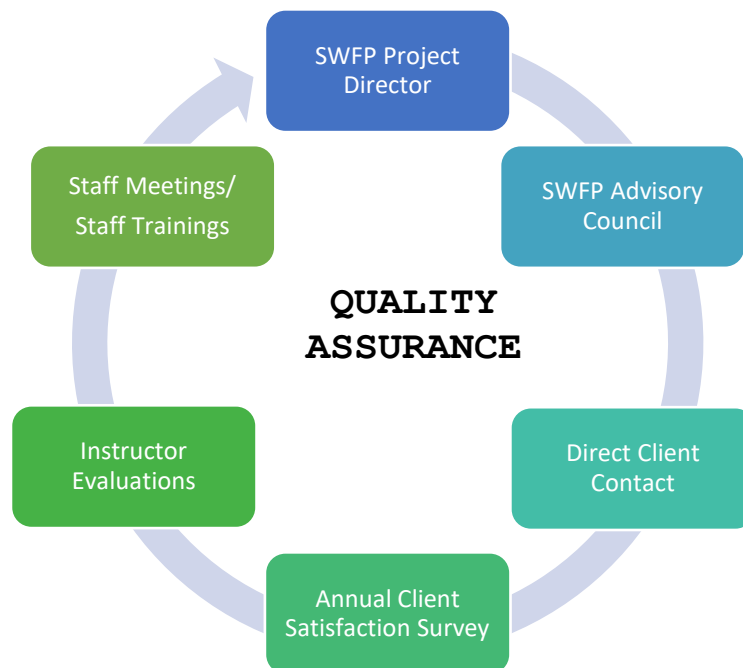 SWFP Project
Director
SWFP Advisory
Council
Direct Client
Contact
Annual Client
Satisfaction Survey
Instructor
Evaluations
Staff Meetings/
Staff Trainings
QUALITY
ASSURANCE